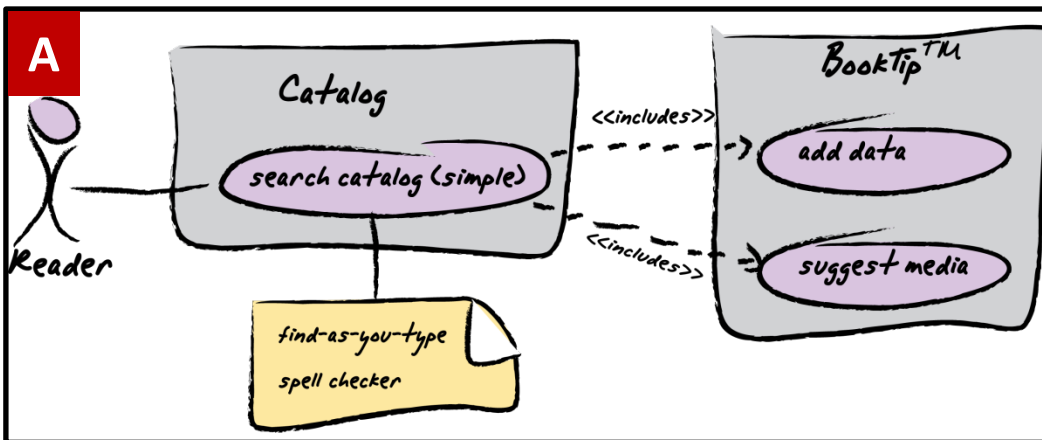 A
Catalog
BookTip™
<<includes>>
add data
search catalog (simple)
Reader
<<includes>>
suggest media
find-as-you-type
spell checker